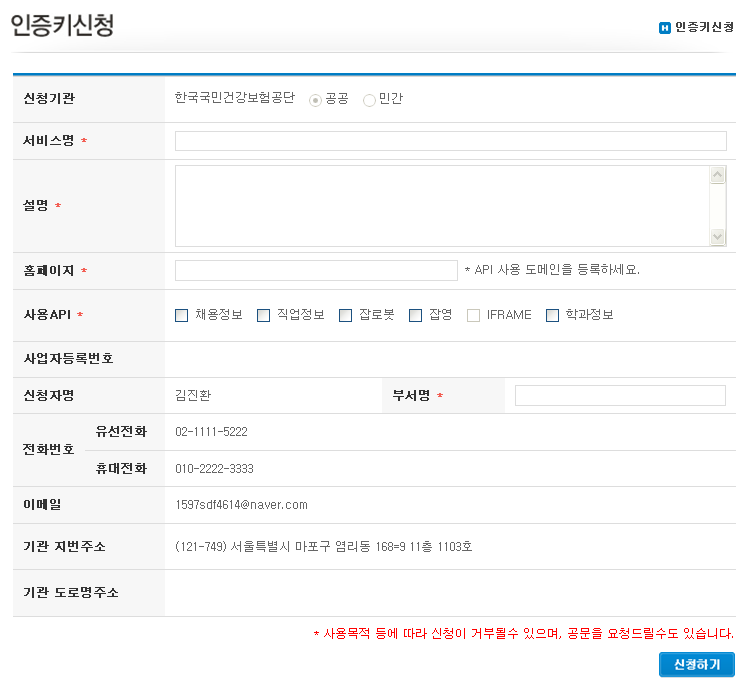 인증키신청
H 인증키신청
신청기관 한국국민건강보험공단 공공 민간
서비스명 *
설명 *
홈페이지 * * API 사용 도메인을 등록하세요.
사용API * 채용정보 직업정보 잡로봇 잡영 IFRAME 학과정보
사업자등록번호
신청자명 김진환 부서명 *
전화번호 유선전화 02-1111-5222
휴대전화 010-2222-3333
이메일 1597sdf4614@naver.com
기관 지번주소 (121-749) 서울특별시 마포구 염리동 168=9 11층 1103호
기관 도로명주소
* 사용목적 등에 따라 신청이 거부될수 있으며, 공문을 요청드릴수도 있습니다.
신청하기